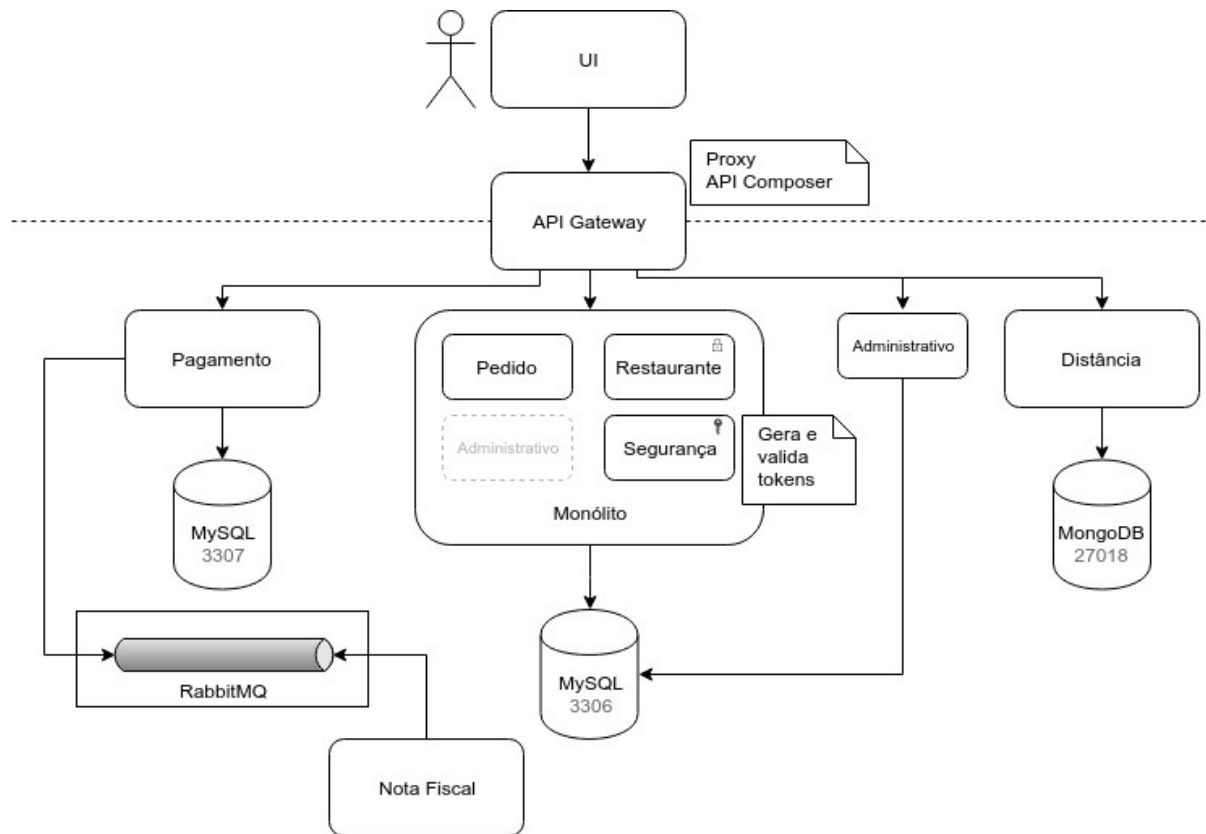 UI
Proxy
API Composer
API Gateway
Pagamento
Pedido
Restaurante
Administrativo
Distância
Administrativo
Segurança
Gera e
valida
tokens
Monólito
MySQL
3307
MongoDB
27018
RabbitMQ
MySQL
3306
Nota Fiscal